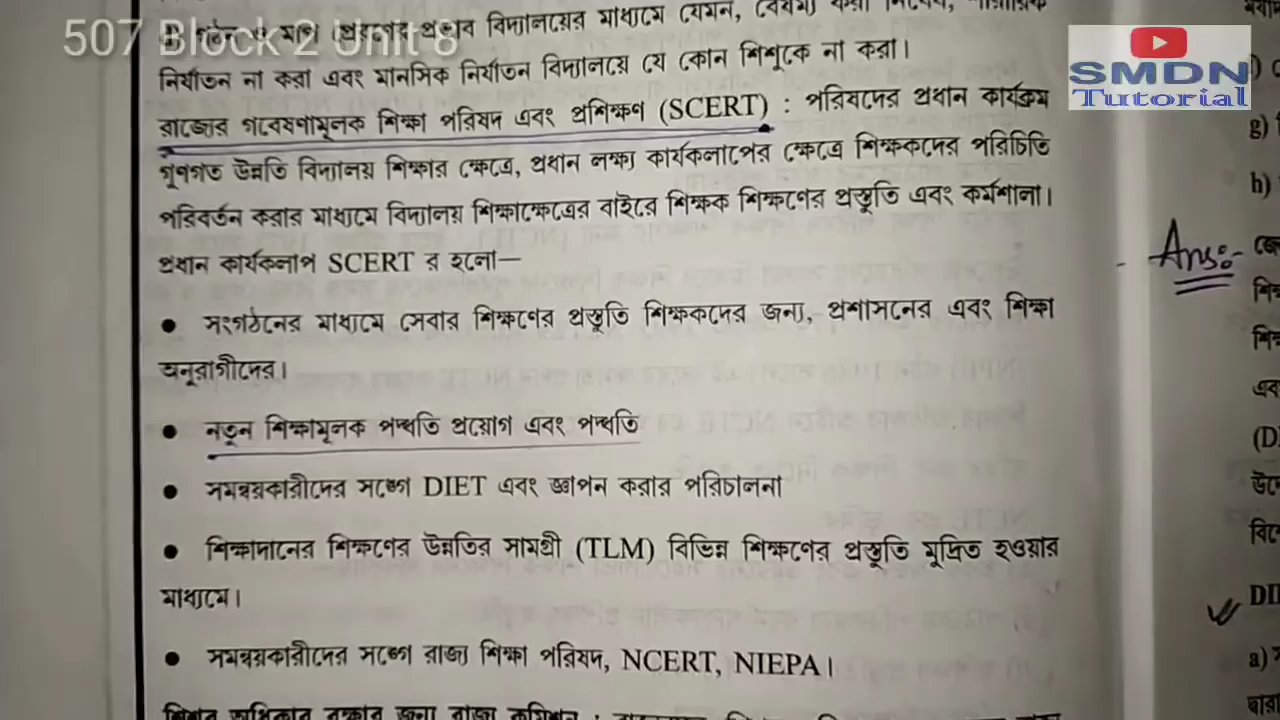 507 Block 2 Unit 8
SMDN
Tutorial
বিদ্যালয়ের মাধ্যমে যেমন,
নির্যাতন না করা এবং মানসিক নির্যাতন বিদ্যালয়ে যে কোন শিশুকে না করা।
রাজ্যের গবেষণামূলক শিক্ষা পরিষদ এবং প্রশিক্ষণ (SCERT) : পরিষদের প্রধান কার্যক্রম
গুণগত উন্নতি বিদ্যালয় শিক্ষার ক্ষেত্রে, প্রধান লক্ষ্য কার্যকলাপের ক্ষেত্রে শিক্ষকদের পরিচিতি
পরিবর্তন করার মাধ্যমে বিদ্যালয় শিক্ষাক্ষেত্রের বাইরে শিক্ষক শিক্ষণের প্রস্তুতি এবং কর্মশালা।
প্রধান কার্যকলাপ SCERT র হলো—
● সংগঠনের মাধ্যমে সেবার শিক্ষণের প্রস্তুতি শিক্ষকদের জন্য, প্রশাসনের এবং শিক্ষা
অনুরাগীদের।
● নতুন শিক্ষামূলক পদ্ধতি প্রয়োগ এবং পদ্ধতি
● সমন্বয়কারীদের সঙ্গে DIET এবং জ্ঞাপন করার পরিচালনা
● শিক্ষাদানের শিক্ষণের উন্নতির সামগ্রী (TLM) বিভিন্ন শিক্ষণের প্রস্তুতি মুদ্রিত হওয়ার
মাধ্যমে।
● সমন্বয়কারীদের সঙ্গে রাজ্য শিক্ষা পরিষদ, NCERT, NIEPA।
g)
h)
Ans:-
এবং
a)